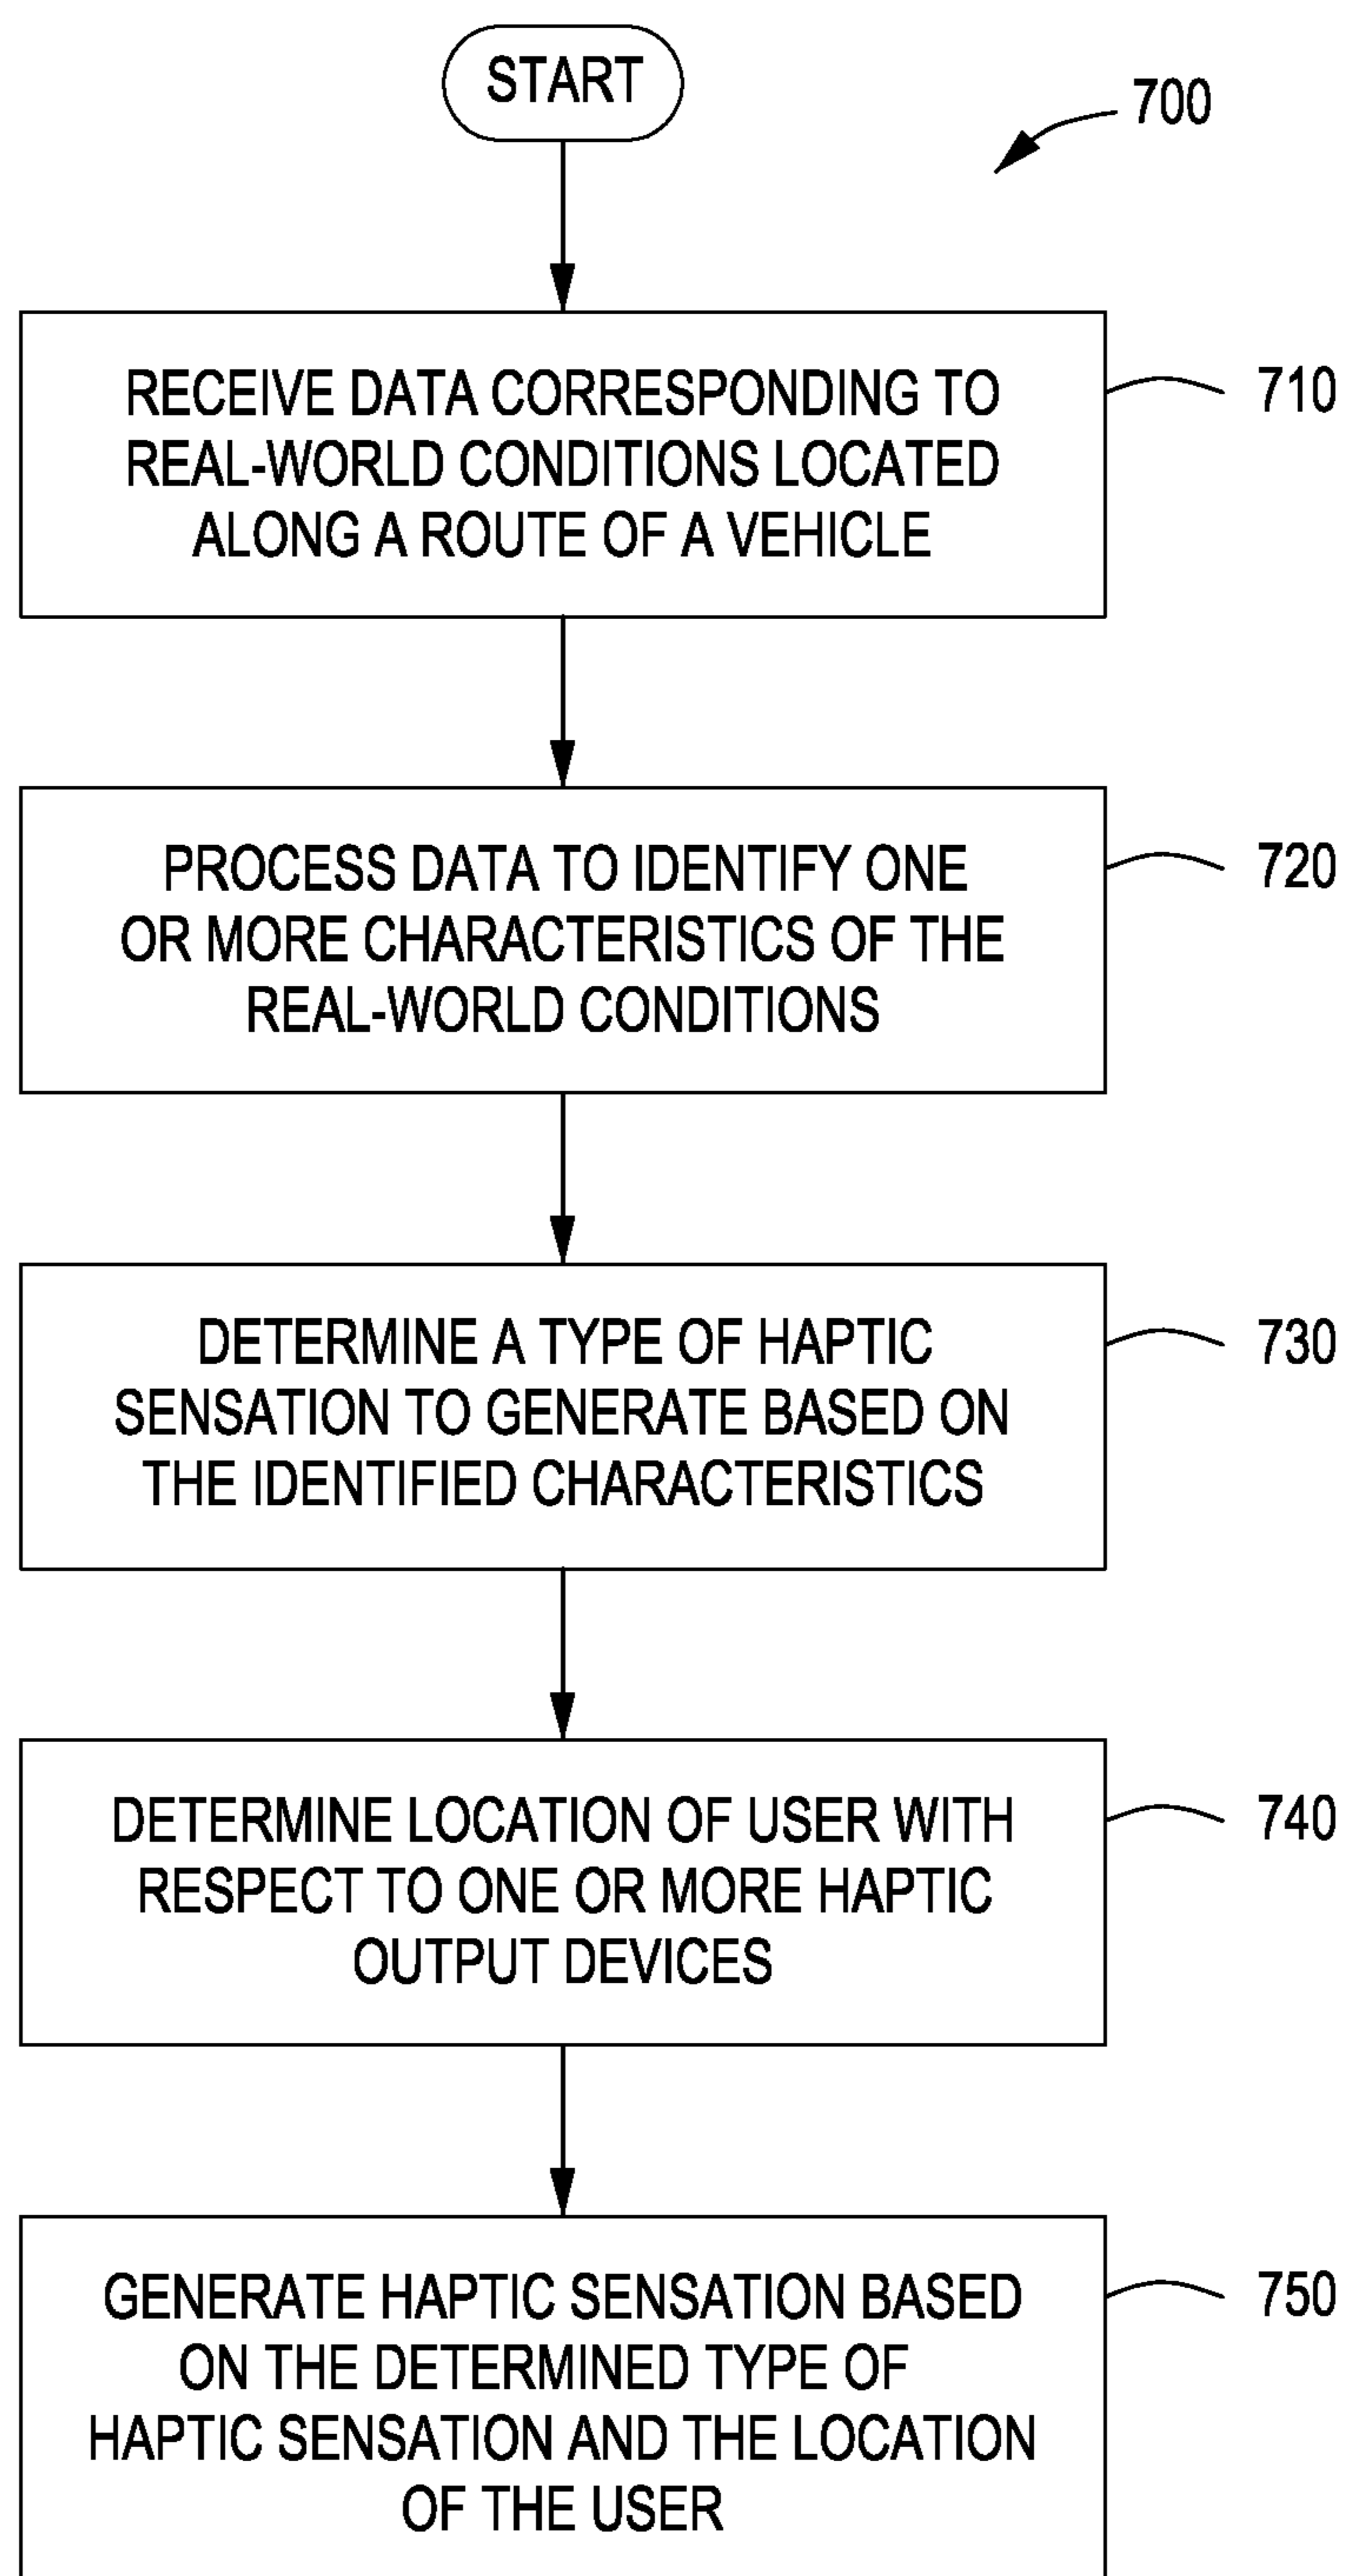 START
700
RECEIVE DATA CORRESPONDING TO
REAL-WORLD CONDITIONS LOCATED
ALONG A ROUTE OF A VEHICLE
710
PROCESS DATA TO IDENTIFY ONE
OR MORE CHARACTERISTICS OF THE
REAL-WORLD CONDITIONS
720
DETERMINE A TYPE OF HAPTIC
SENSATION TO GENERATE BASED ON
THE IDENTIFIED CHARACTERISTICS
730
DETERMINE LOCATION OF USER WITH
RESPECT TO ONE OR MORE HAPTIC
OUTPUT DEVICES
740
GENERATE HAPTIC SENSATION BASED
ON THE DETERMINED TYPE OF
HAPTIC SENSATION AND THE LOCATION
OF THE USER
750